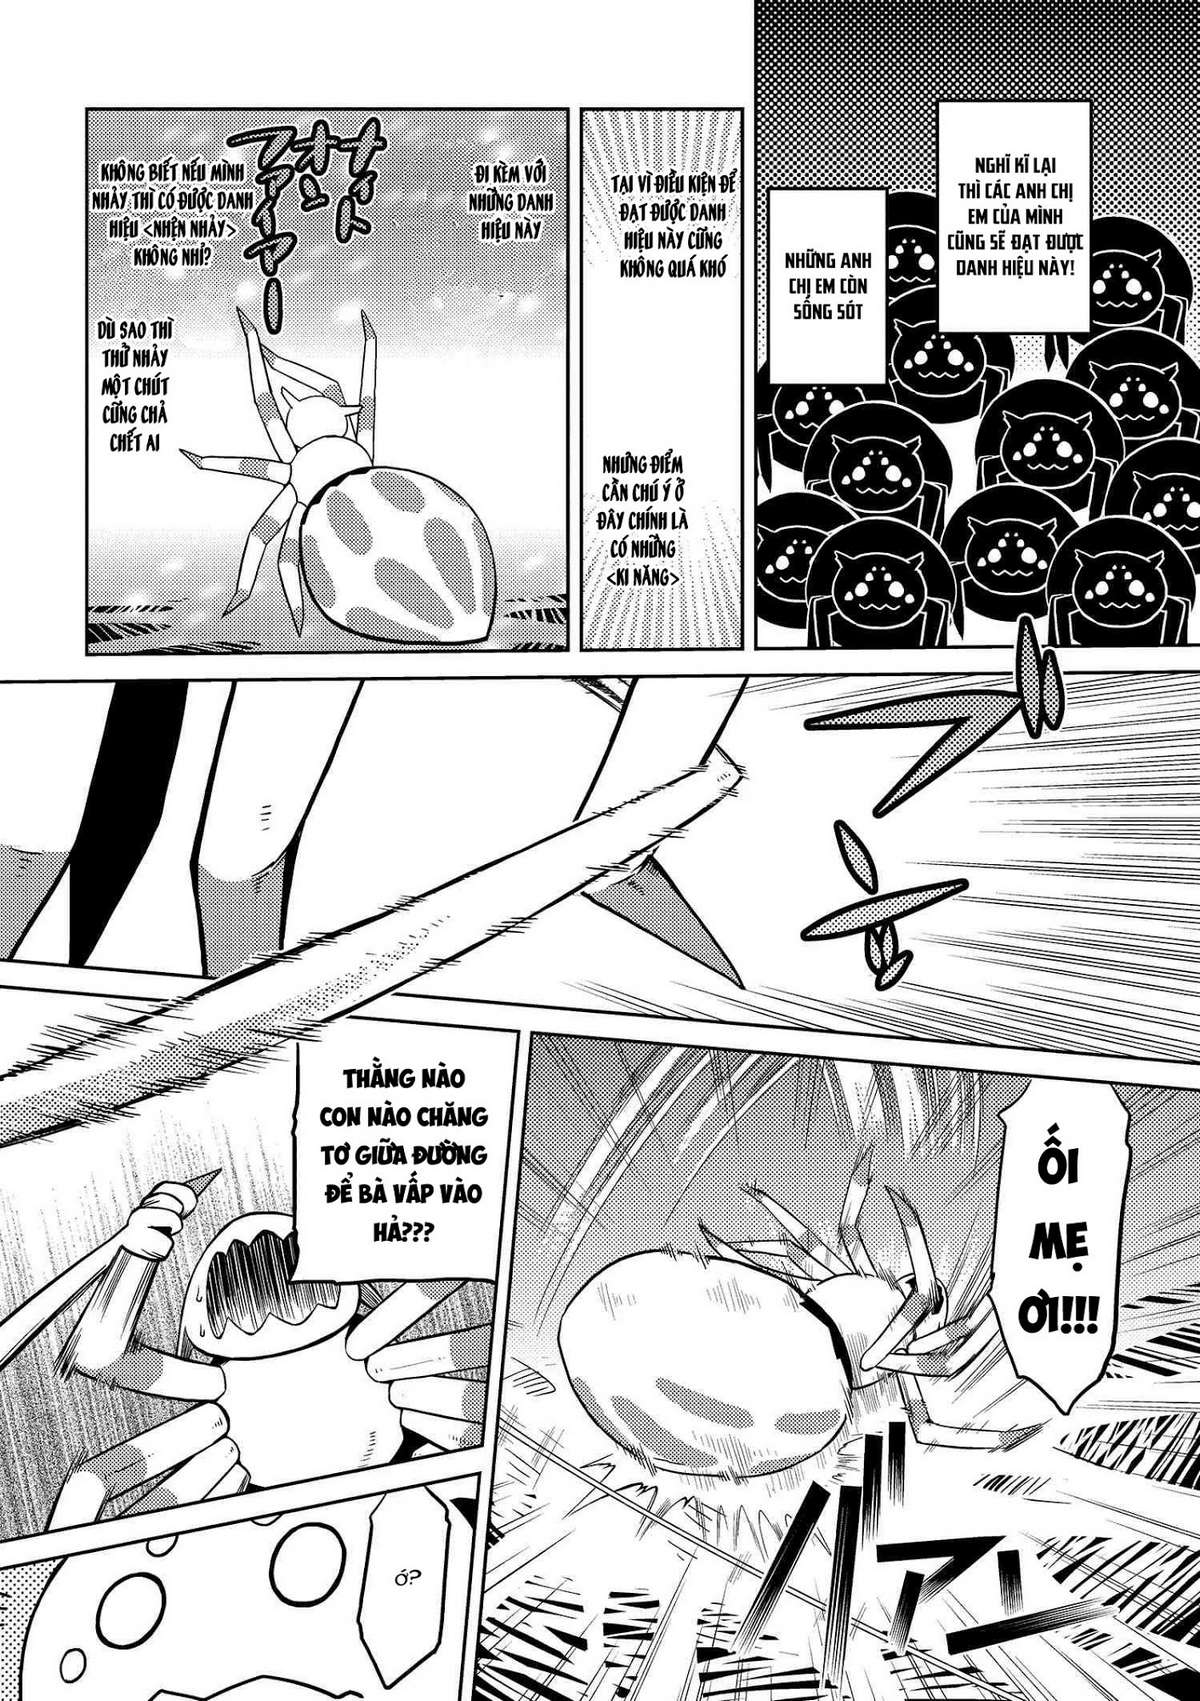 NGHĨ KĨ LẠI
THÌ CÁC ANH CHỊ
EM CỦA MÌNH
CŨNG SẼ ĐẠT ĐƯỢC
DANH HIỆU NÀY!
NHỮNG ANH
CHỊ EM CÒN
SỐNG SÓT
TẠI VÌ ĐIỀU KIỆN ĐỂ
ĐẠT ĐƯỢC DANH
HIỆU NÀY CŨNG
KHÔNG QUÁ KHÓ
NHƯNG ĐIỂM
CẦN CHÚ Ý Ở
ĐÂY CHÍNH LÀ
CÓ NHỮNG
<KI NĂNG>
ĐI KÈM VỚI
NHỮNG DANH
HIỆU NÀY
KHÔNG BIẾT NẾU MÌNH
NHẢY THÌ CÓ ĐƯỢC DANH
HIỆU <NHỆN NHẢY>
KHÔNG NHỈ?
DÙ SAO THÌ
THỬ NHẢY
MỘT CHÚT
CŨNG CHẢ
CHẾT AI
ỐI
MẸ
ƠI!!!
THẰNG NÀO
CON NÀO CHĂNG
TƠ GIỮA ĐƯỜNG
ĐỂ BÀ VẤP VÀO
HẢ???
Ớ?